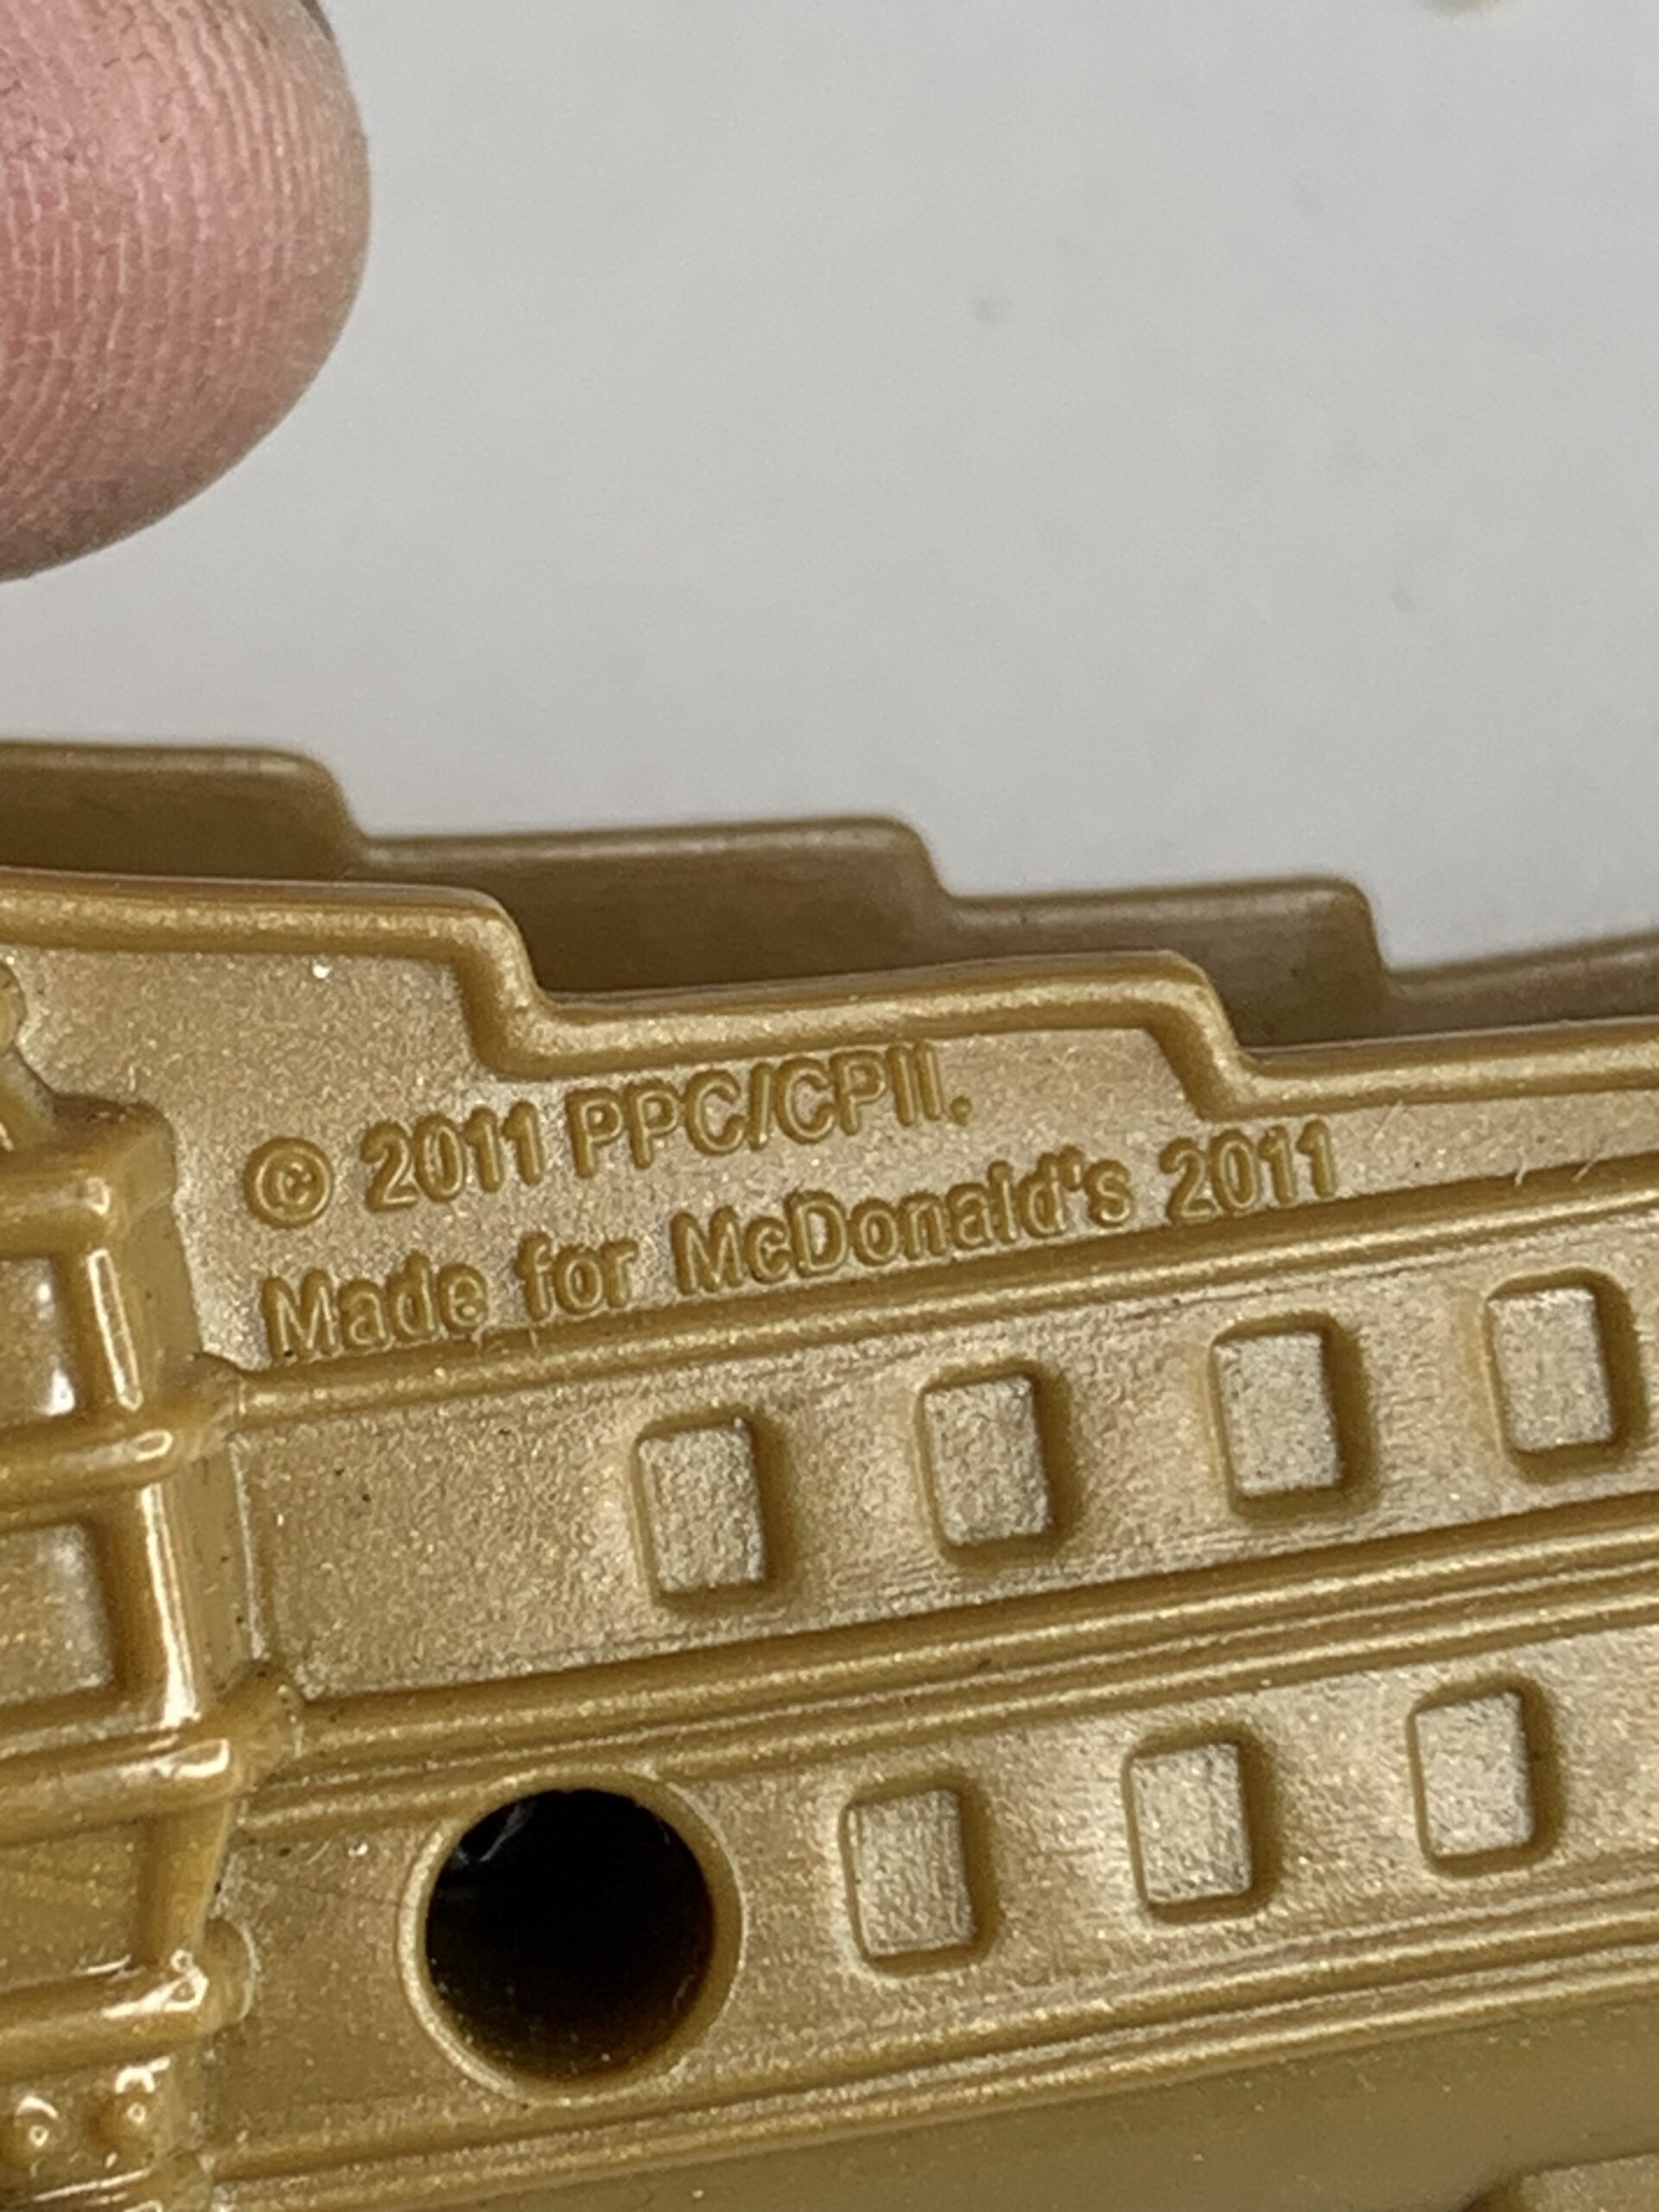 © 2011 PPC/CPII.
Made for McDonald's 2011